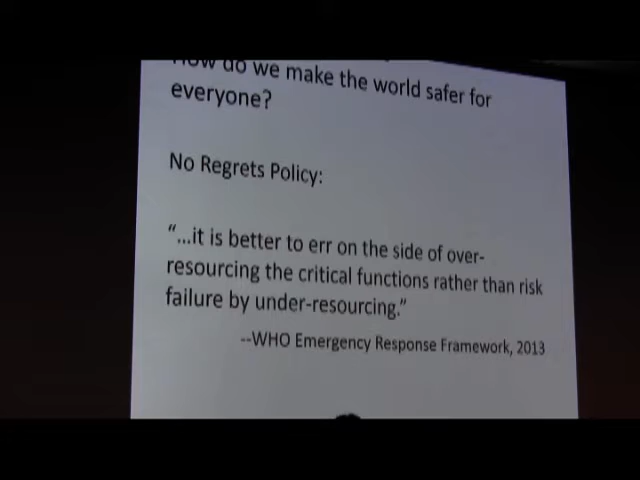 How do we make the world safer for
everyone?
No Regrets Policy:
“...it is better to err on the side of over-
resourcing the critical functions rather than risk
failure by under-resourcing.”
--WHO Emergency Response Framework, 2013